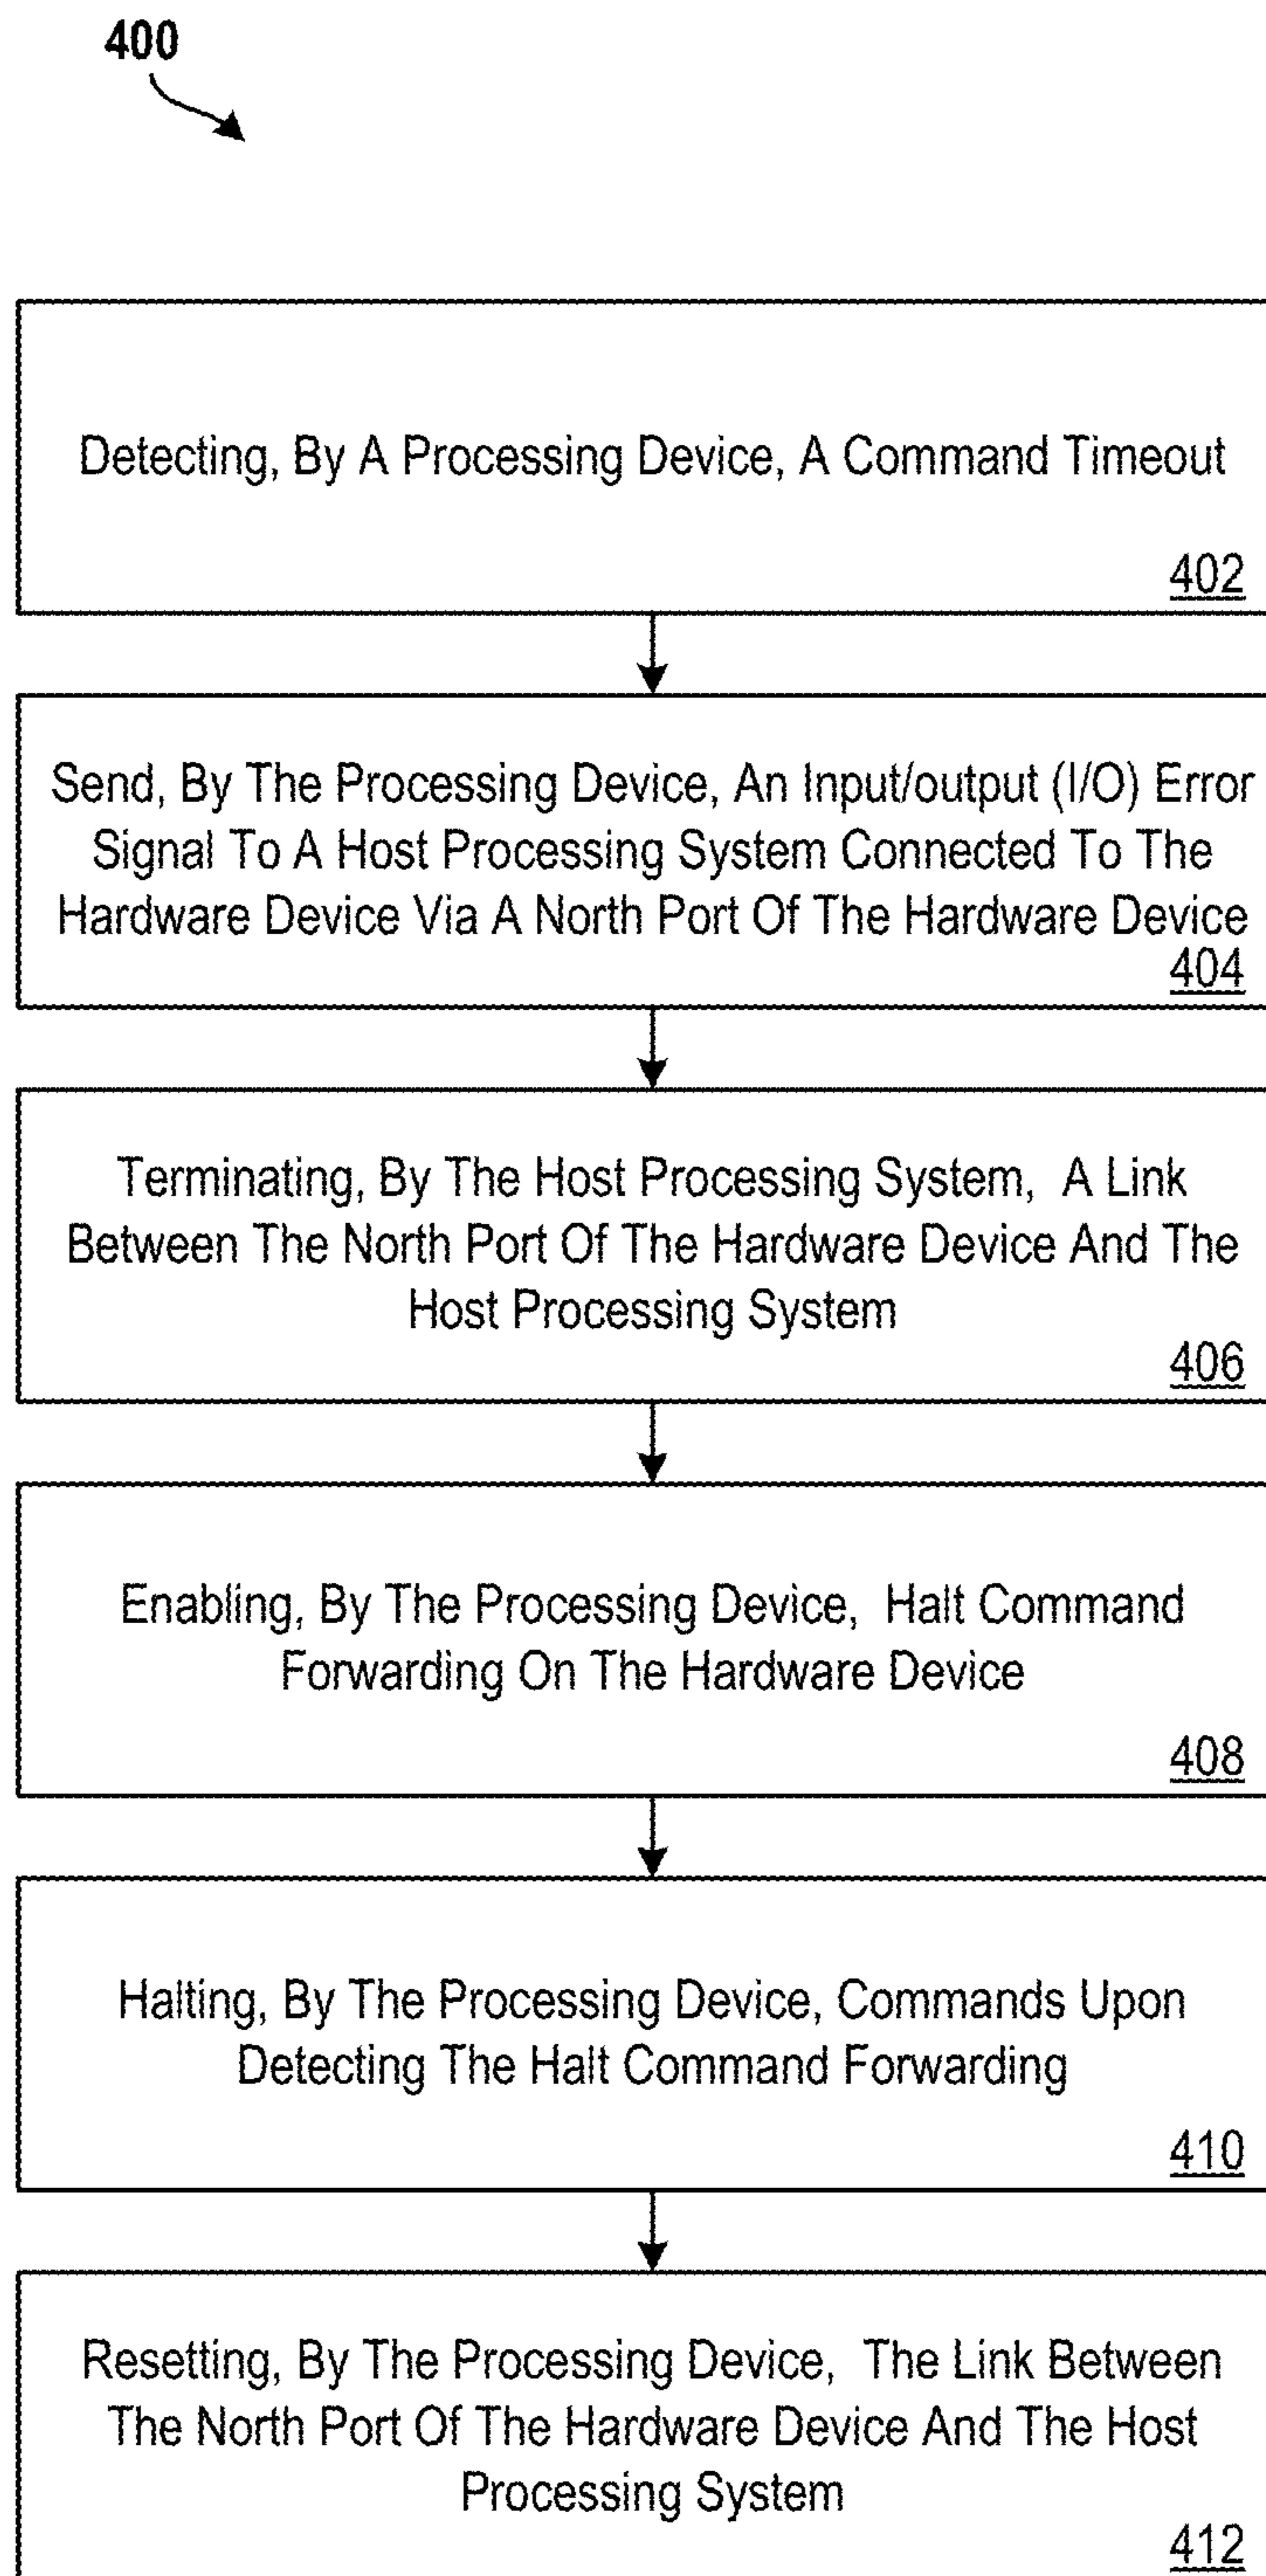 400
Detecting, By A Processing Device, A Command Timeout
402
Send, By The Processing Device, An Input/output (I/O) Error
Signal To A Host Processing System Connected To The
Hardware Device Via A North Port Of The Hardware Device
404
Terminating, By The Host Processing System, A Link
Between The North Port Of The Hardware Device And The
Host Processing System
406
Enabling, By The Processing Device, Halt Command
Forwarding On The Hardware Device
408
Halting, By The Processing Device, Commands Upon
Detecting The Halt Command Forwarding
410
Resetting, By The Processing Device, The Link Between
The North Port Of The Hardware Device And The Host
Processing System
412